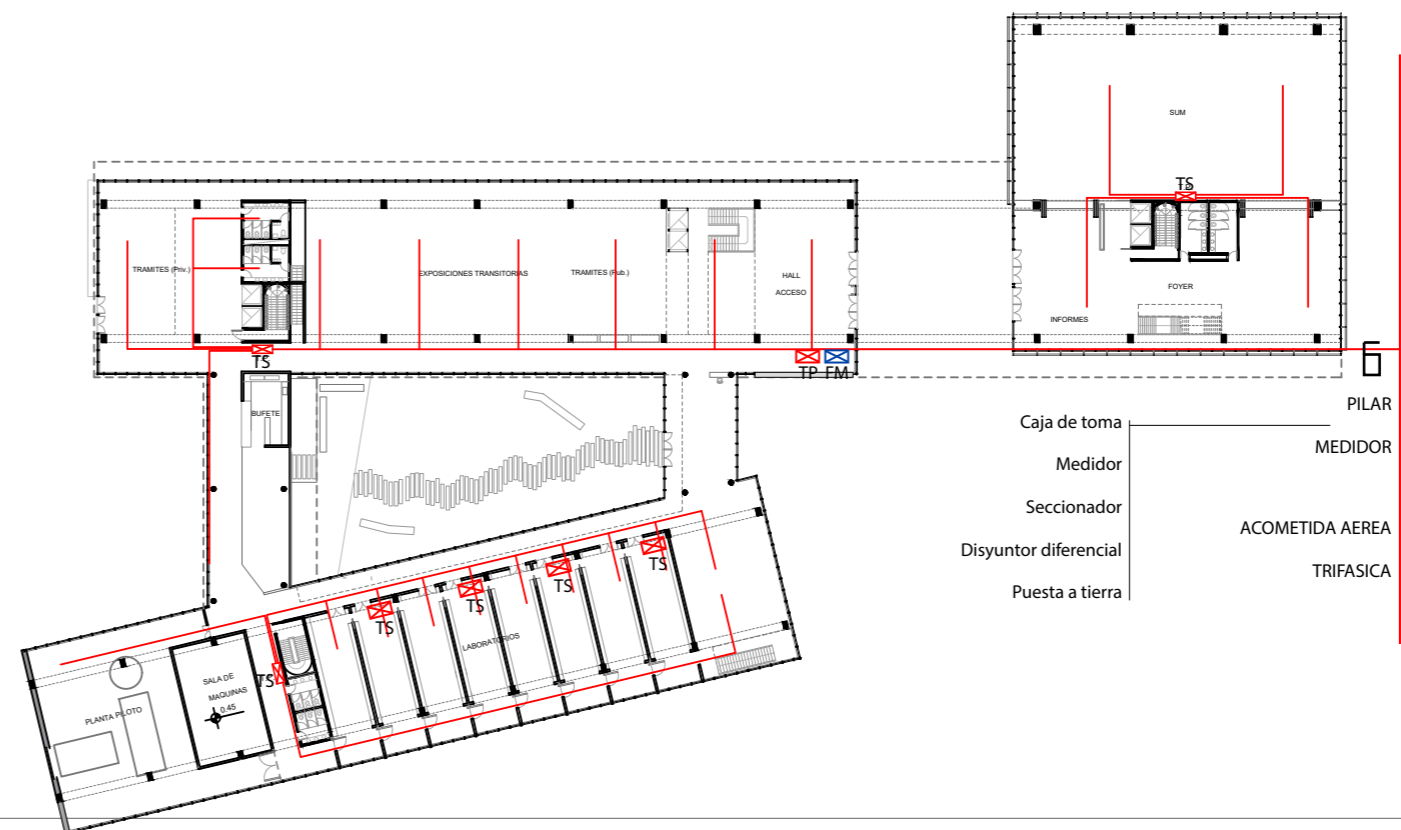 SUM
TS
TRAMITES (Priv.)
EXPOSICIONES TRANSITORIAS
TRAMITES (Pub.)
HALL
ACCESO
FOYER
INFORMES
TS
TP FM
BUFETE
PILAR
MEDIDOR
ACOMETIDA AEREA
TRIFASICA
Caja de toma
Medidor
Seccionador
Disyuntor diferencial
Puesta a tierra
TS
TS
TS
TS
LABORATORIOS
TS
SALA DE
MAQUINAS
0.45
PLANTA PILOTO